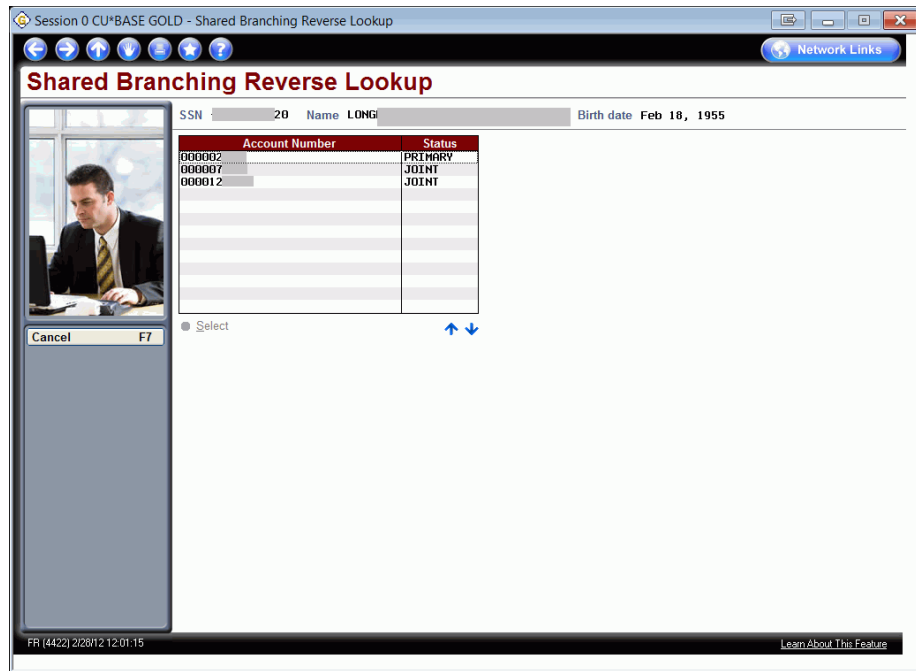 Session 0 CU*BASE GOLD - Shared Branching Reverse Lookup
Network Links
Shared Branching Reverse Lookup
SSN 20 Name LONG Birth date Feb 18, 1955
Account Number Status
000002 PRIMARY
000007 JOINT
000012 JOINT
Select
Cancel F7
FR (4422) 2/28/12 12:01:15 Learn About This Feature